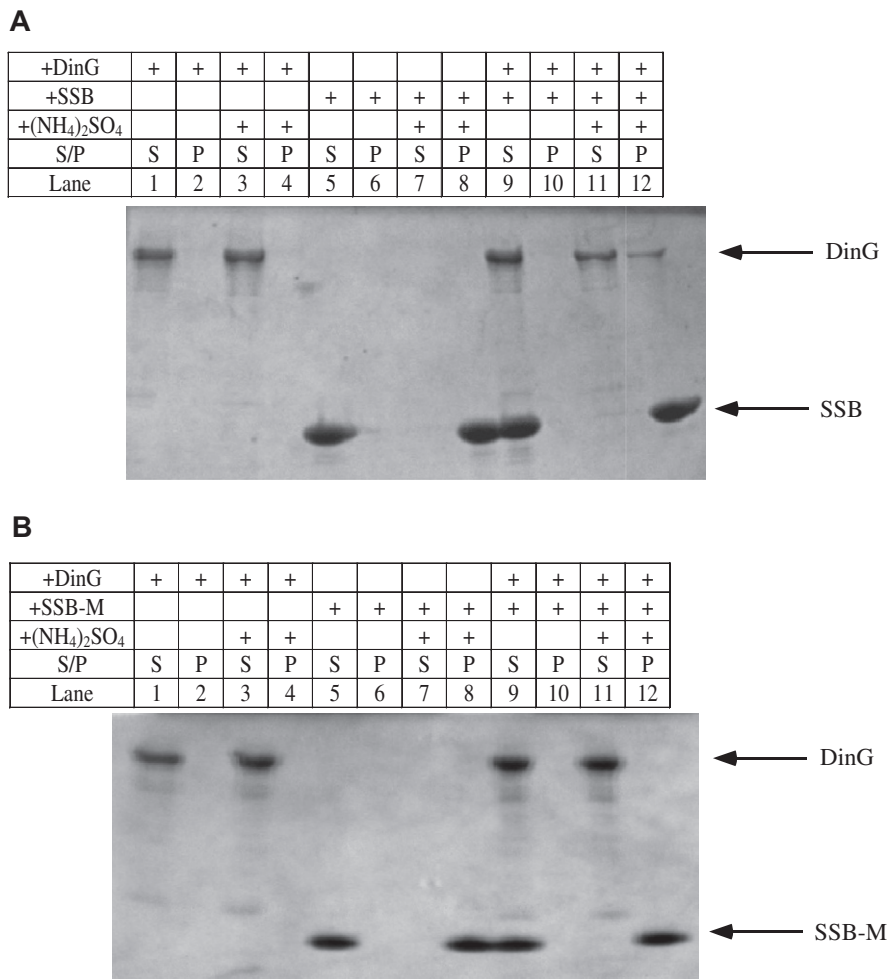 A
+DinG + + + + + + + +
+SSB + + + + + + + +
+(NH₄)₂SO₄ + + + + + +
S/P S P S P S P S P S P S P
Lane 1 2 3 4 5 6 7 8 9 10 11 12
DinG
SSB
B
+DinG + + + + + + + +
+SSB-M + + + + + + + +
+(NH₄)₂SO₄ + + + + + +
S/P S P S P S P S P S P S P
Lane 1 2 3 4 5 6 7 8 9 10 11 12
DinG
SSB-M